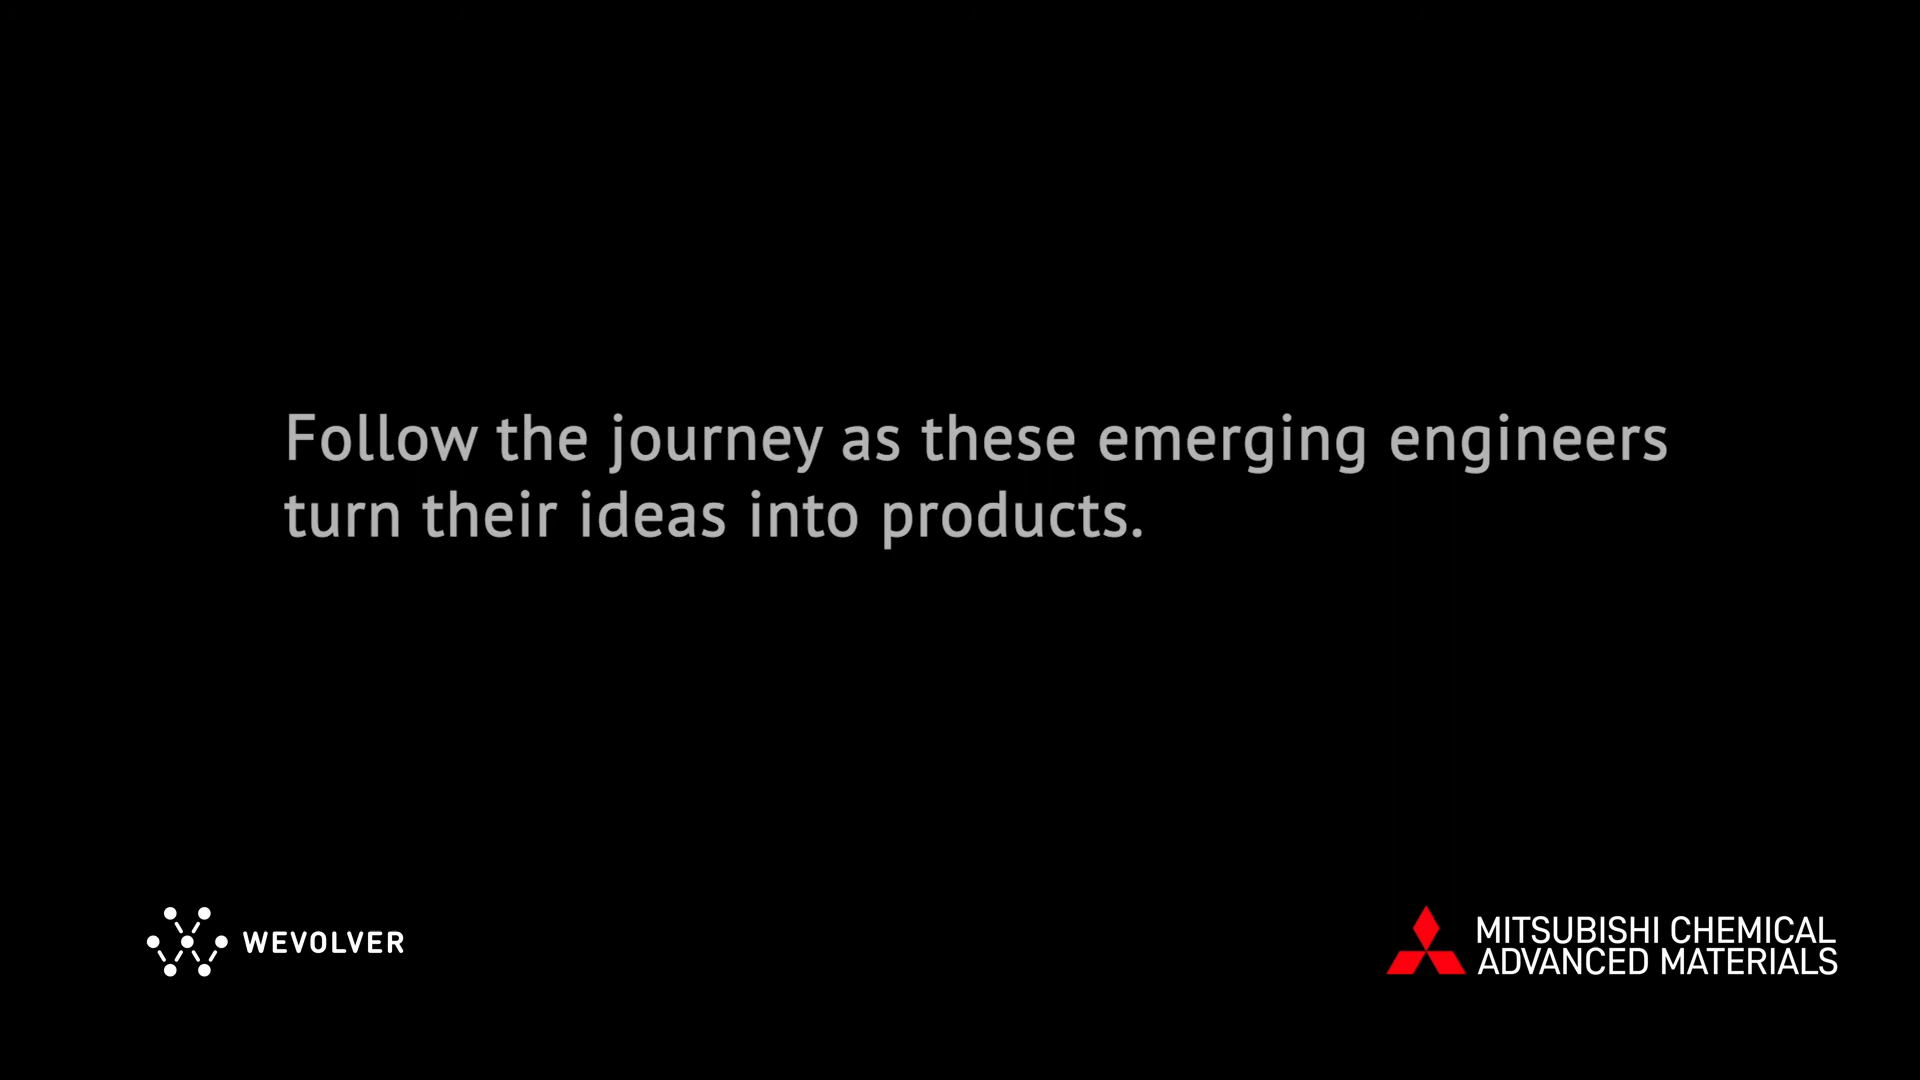 Follow the journey as these emerging engineers
turn their ideas into products.
WEVOLVER
MITSUBISHI CHEMICAL
ADVANCED MATERIALS